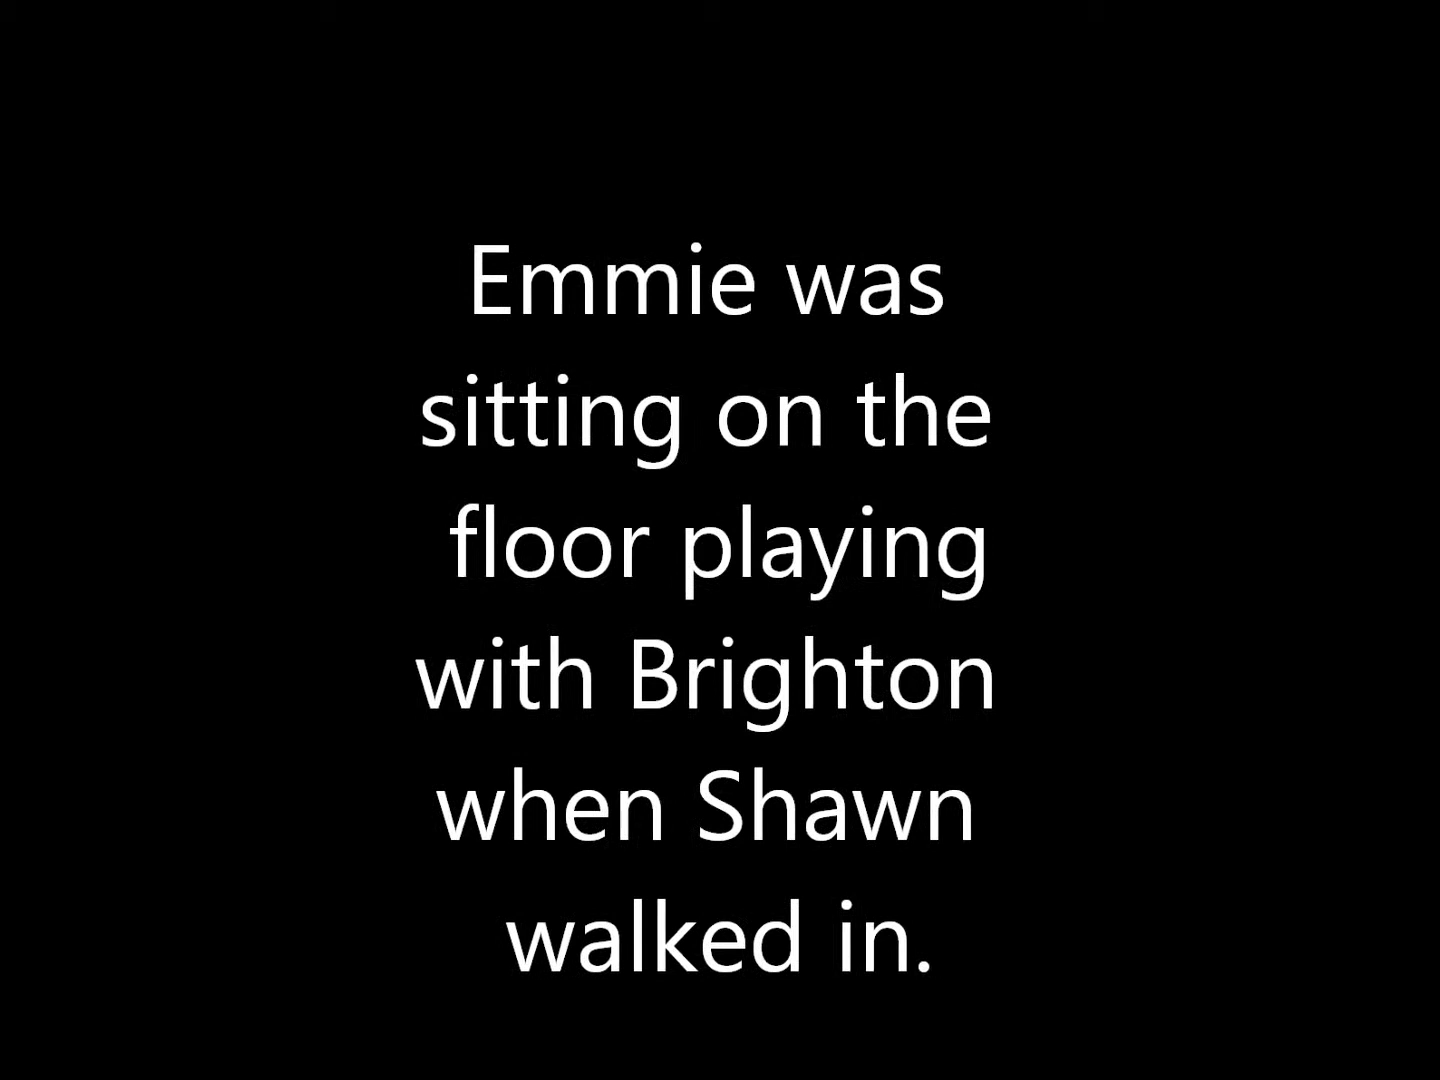 Emmie was
sitting on the
floor playing
with Brighton
when Shawn
walked in.